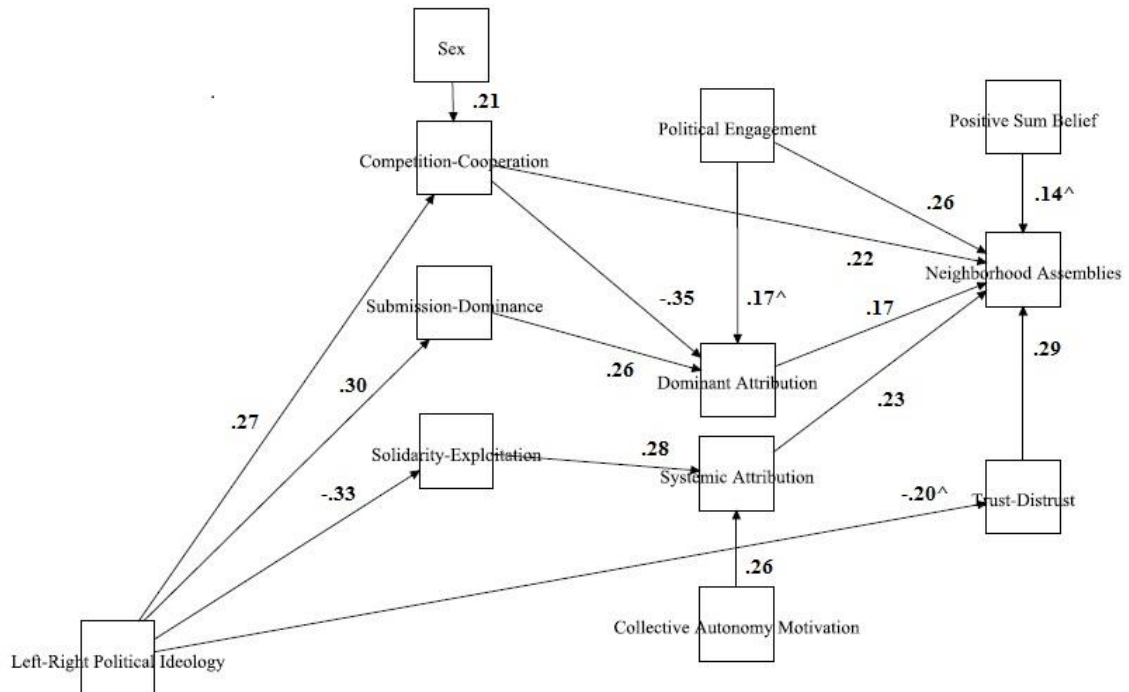 Sex
.21
Political Engagement
Positive Sum Belief
Competition-Cooperation
.26
.14^
.22
Neighborhood Assemblies
Submission-Dominance
-.35
.17^
.17
.26
.29
.30
Dominant Attribution
.27
.23
Solidarity-Exploitation
.28
Systemic Attribution
-.33
-.20^
Trust-Distrust
.26
Collective Autonomy Motivation
Left-Right Political Ideology